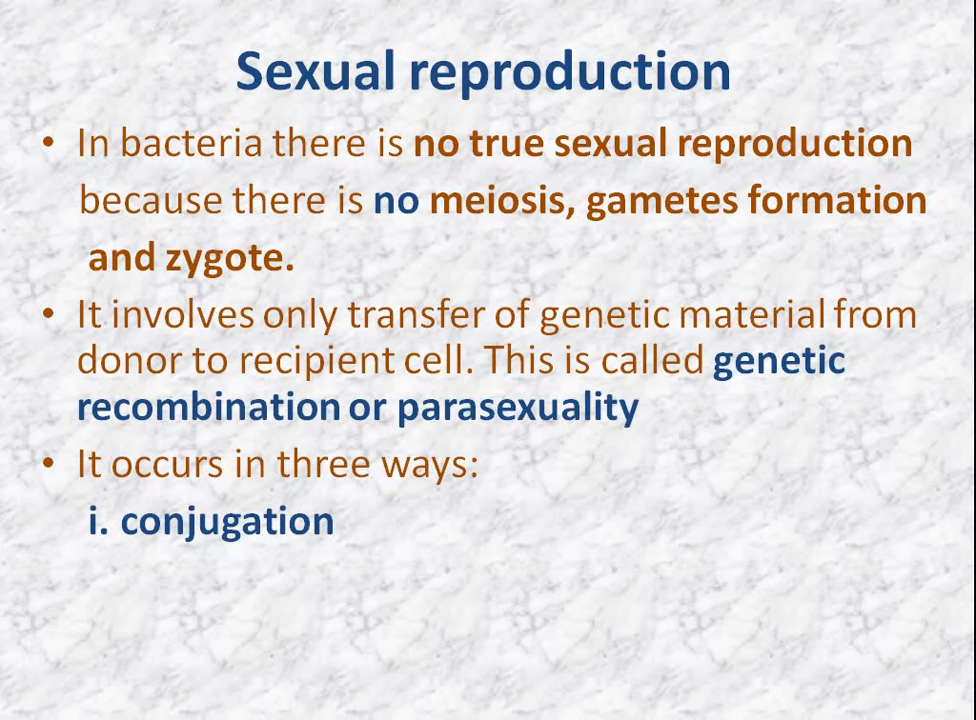 Sexual reproduction
• In bacteria there is no true sexual reproduction
because there is no meiosis, gametes formation
and zygote.
• It involves only transfer of genetic material from
donor to recipient cell. This is called genetic
recombination or parasexuality
• It occurs in three ways:
i. conjugation